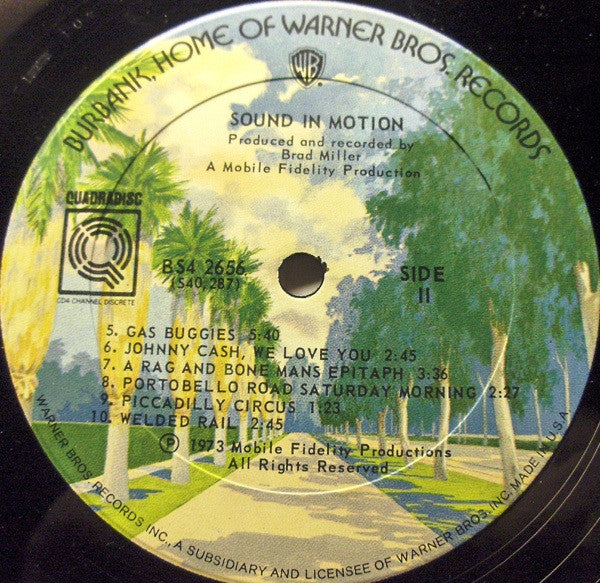 BURBANK, HOME OF WARNER BROS. RECORDS
WB
SOUND IN MOTION
Produced and recorded by
Brad Miller
A Mobile Fidelity Production
QUADRADISC
Q
CD4 CHANNEL DISCRETE
BS4 2656
(S40,287)
SIDE
II
5. GAS BUGGIES 5:40
6. JOHNNY CASH, WE LOVE YOU 2:45
7. A RAG AND BONE MANS EPITAPH 3:36
8. PORTOBELLO ROAD SATURDAY MORNING 2:27
9. PICCADILLY CIRCUS 1:23
10. WELDED RAIL 2:45
Ⓟ 1973 Mobile Fidelity Productions
All Rights Reserved
WARNER BROS. RECORDS INC., A SUBSIDIARY AND LICENSEE OF WARNER BROS. INC. MADE IN U.S.A.